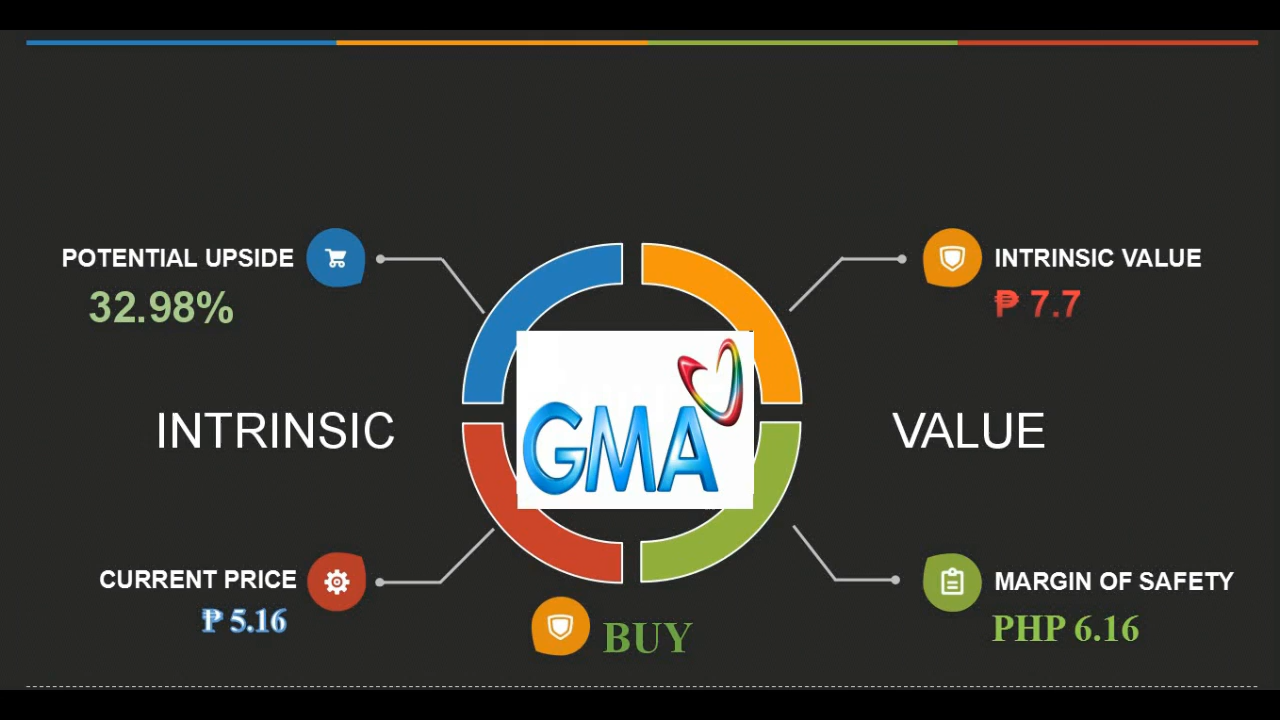 POTENTIAL UPSIDE
32.98%
INTRINSIC VALUE
₱ 7.7
INTRINSIC
GMA
VALUE
CURRENT PRICE
₱ 5.16
BUY
MARGIN OF SAFETY
PHP 6.16